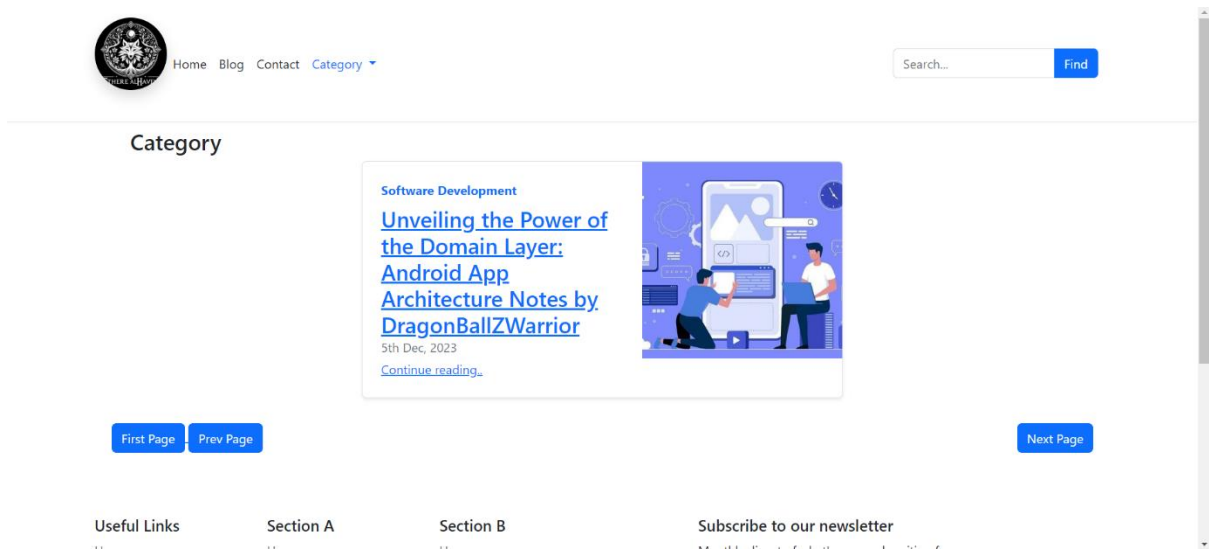 Home Blog Contact Category
Search... Find
Category
Software Development
Unveiling the Power of
the Domain Layer:
Android App
Architecture Notes by
DragonBallZWarrior
5th Dec, 2023
Continue reading..
First Page Prev Page Next Page
Useful Links Section A Section B Subscribe to our newsletter